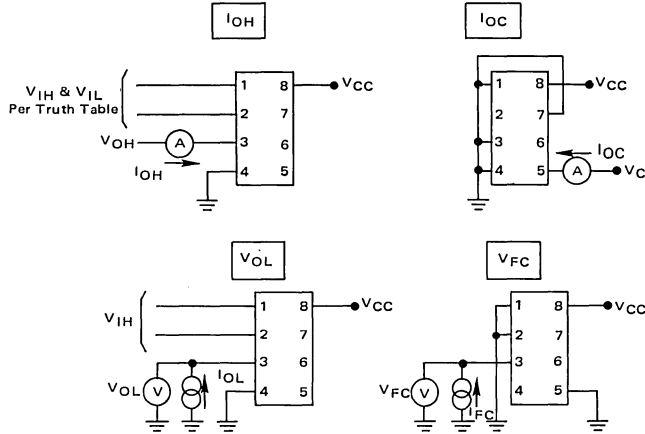 IOH
VIH & VIL
Per Truth Table
VOH
A
IOH
1 8
2 7
3 6
4 5
VCC
IOC
1 8
2 7
3 6
4 5
VCC
IOC
A
VC
VOL
VIH
1 8
2 7
3 6
4 5
VCC
VOL
V
IOL
VFC
1 8
2 7
3 6
4 5
VCC
VFC
V
IFC